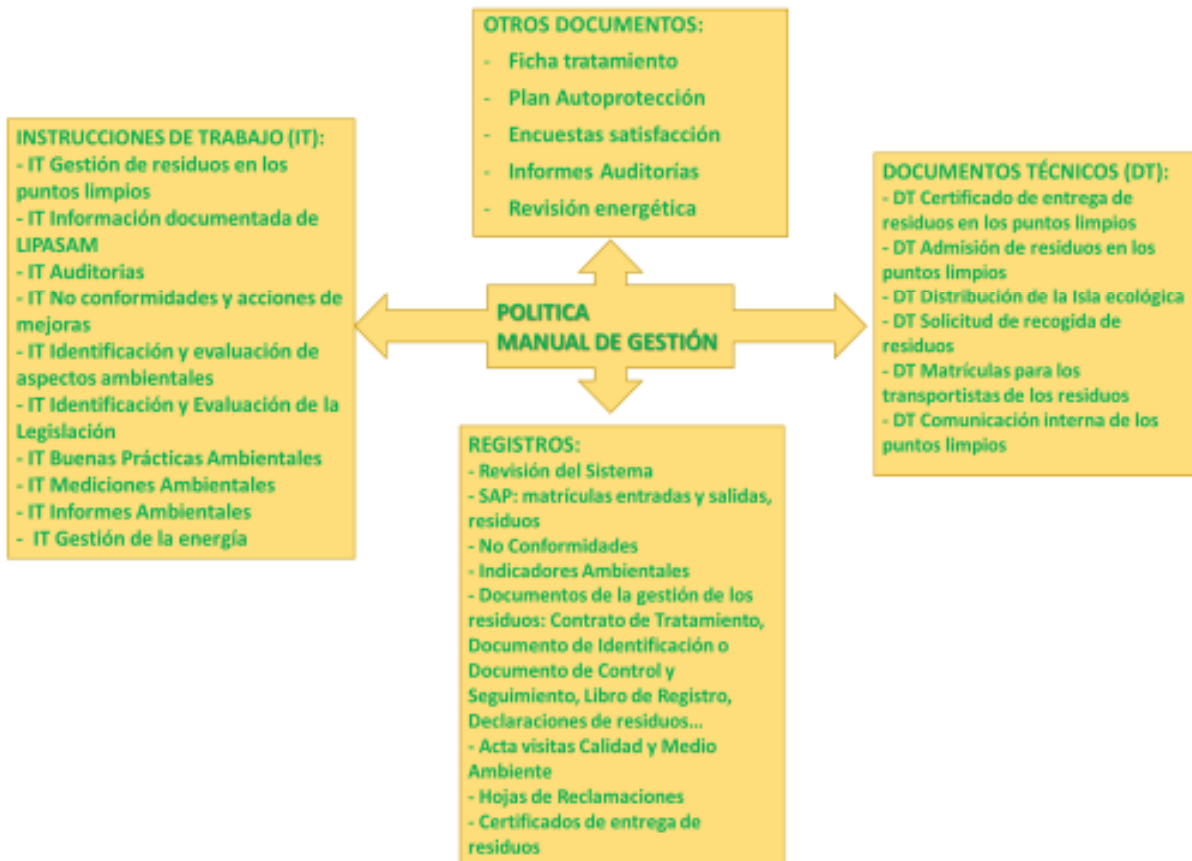 OTROS DOCUMENTOS:
- Ficha tratamiento
- Plan Autoprotección
- Encuestas satisfacción
- Informes Auditorías
- Revisión energética
INSTRUCCIONES DE TRABAJO (IT):
- IT Gestión de residuos en los
puntos limpios
- IT Información documentada de
LIPASAM
- IT Auditorias
- IT No conformidades y acciones de
mejoras
- IT Identificación y evaluación de
aspectos ambientales
- IT Identificación y Evaluación de la
Legislación
- IT Buenas Prácticas Ambientales
- IT Mediciones Ambientales
- IT Informes Ambientales
- IT Gestión de la energía
POLITICA
MANUAL DE GESTIÓN
DOCUMENTOS TÉCNICOS (DT):
- DT Certificado de entrega de
residuos en los puntos limpios
- DT Admisión de residuos en los
puntos limpios
- DT Distribución de la Isla ecológica
- DT Solicitud de recogida de
residuos
- DT Matrículas para los
transportistas de los residuos
- DT Comunicación interna de los
puntos limpios
REGISTROS:
- Revisión del Sistema
- SAP: matrículas entradas y salidas,
residuos
- No Conformidades
- Indicadores Ambientales
- Documentos de la gestión de los
residuos: Contrato de Tratamiento,
Documento de Identificación o
Documento de Control y
Seguimiento, Libro de Registro,
Declaraciones de residuos...
- Acta visitas Calidad y Medio
Ambiente
- Hojas de Reclamaciones
- Certificados de entrega de
residuos